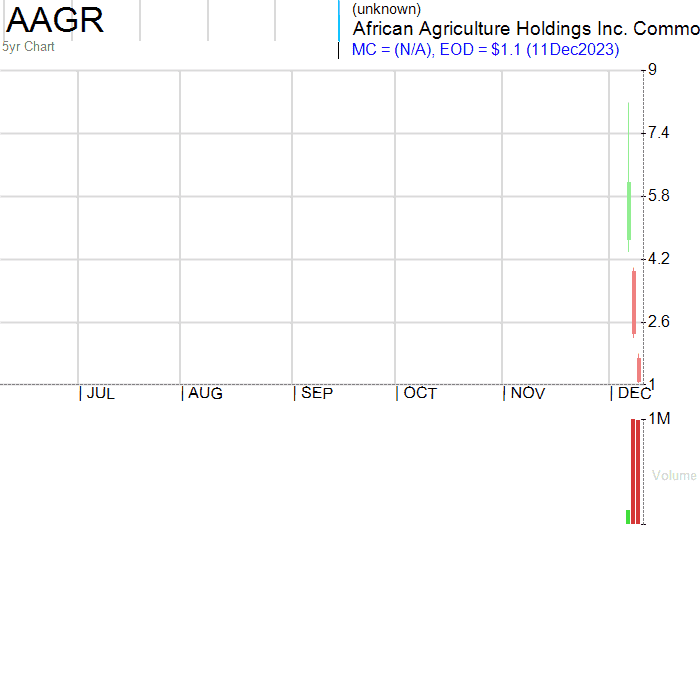 AAGR
5yr Chart
(unknown)
African Agriculture Holdings Inc. Commo
MC = (N/A), EOD = $1.1 (11Dec2023)
9
7.4
5.8
4.2
2.6
1
| JUL | AUG | SEP | OCT | NOV | DEC
1M
Volume